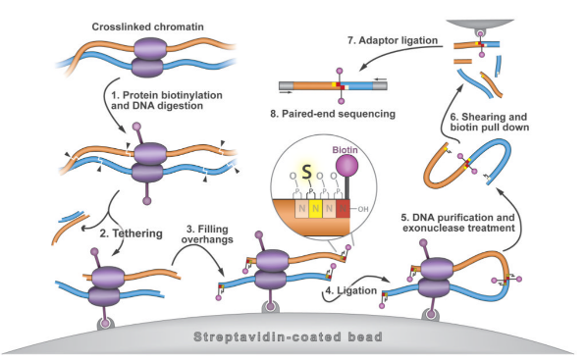 Crosslinked chromatin
1. Protein biotinylation
and DNA digestion
2. Tethering
3. Filling
overhangs
S
O P O P O P O P
Biotin
N N N
OH
4. Ligation
5. DNA purification and
exonuclease treatment
6. Shearing and
biotin pull down
7. Adaptor ligation
8. Paired-end sequencing
Streptavidin-coated bead